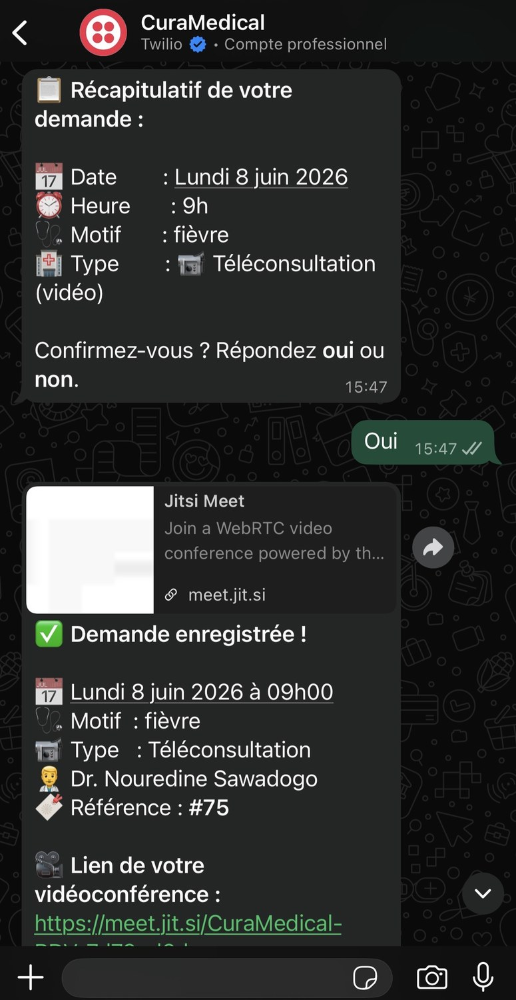 CuraMedical
Twilio • Compte professionnel
📋 Récapitulatif de votre
demande :
📅 Date : Lundi 8 juin 2026
⏰ Heure : 9h
🩺 Motif : fièvre
🏥 Type : 📹 Téléconsultation
(vidéo)
Confirmez-vous ? Répondez oui ou
non.
15:47
Oui 15:47
Jitsi Meet
Join a WebRTC video
conference powered by th...
meet.jit.si
✅ Demande enregistrée !
📅 Lundi 8 juin 2026 à 09h00
🩺 Motif : fièvre
📹 Type : Téléconsultation
👨‍⚕️ Dr. Nouredine Sawadogo
🔖 Référence : #75
🎥 Lien de votre
vidéoconférence :
https://meet.jit.si/CuraMedical-